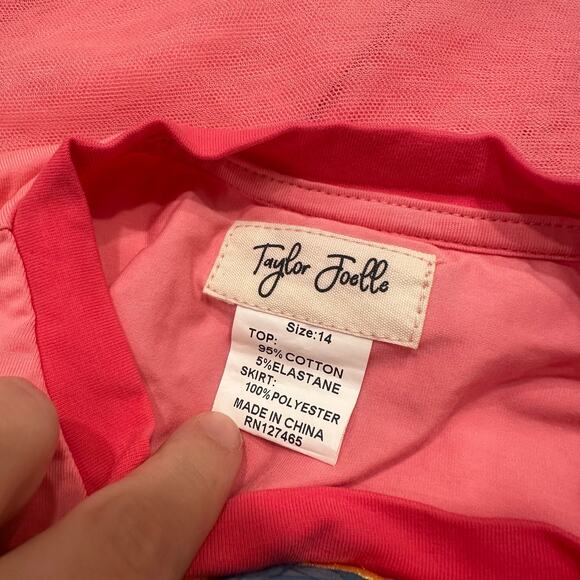 Taylor Joelle
Size:14
TOP:
95%COTTON
5%ELASTANE
SKIRT:
100%POLYESTER
MADE IN CHINA
RN127465